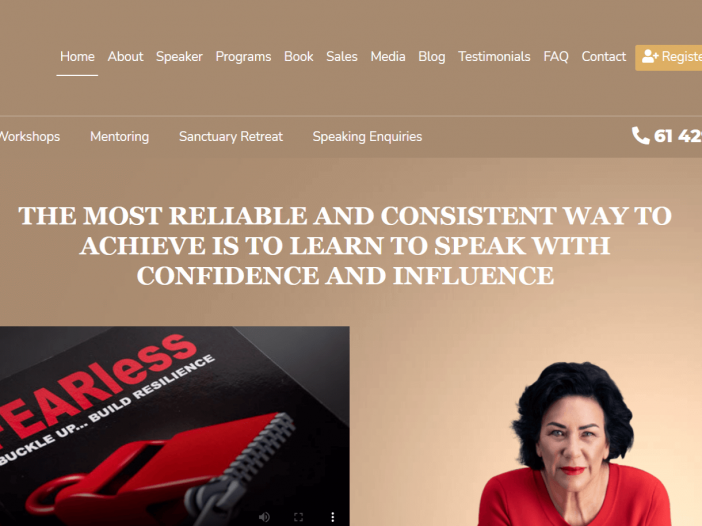 Home About Speaker Programs Book Sales Media Blog Testimonials FAQ Contact
Workshops Mentoring Sanctuary Retreat Speaking Enquiries 61 42
THE MOST RELIABLE AND CONSISTENT WAY TO
ACHIEVE IS TO LEARN TO SPEAK WITH
CONFIDENCE AND INFLUENCE
FEARless
BUCKLE UP... BUILD RESILIENCE